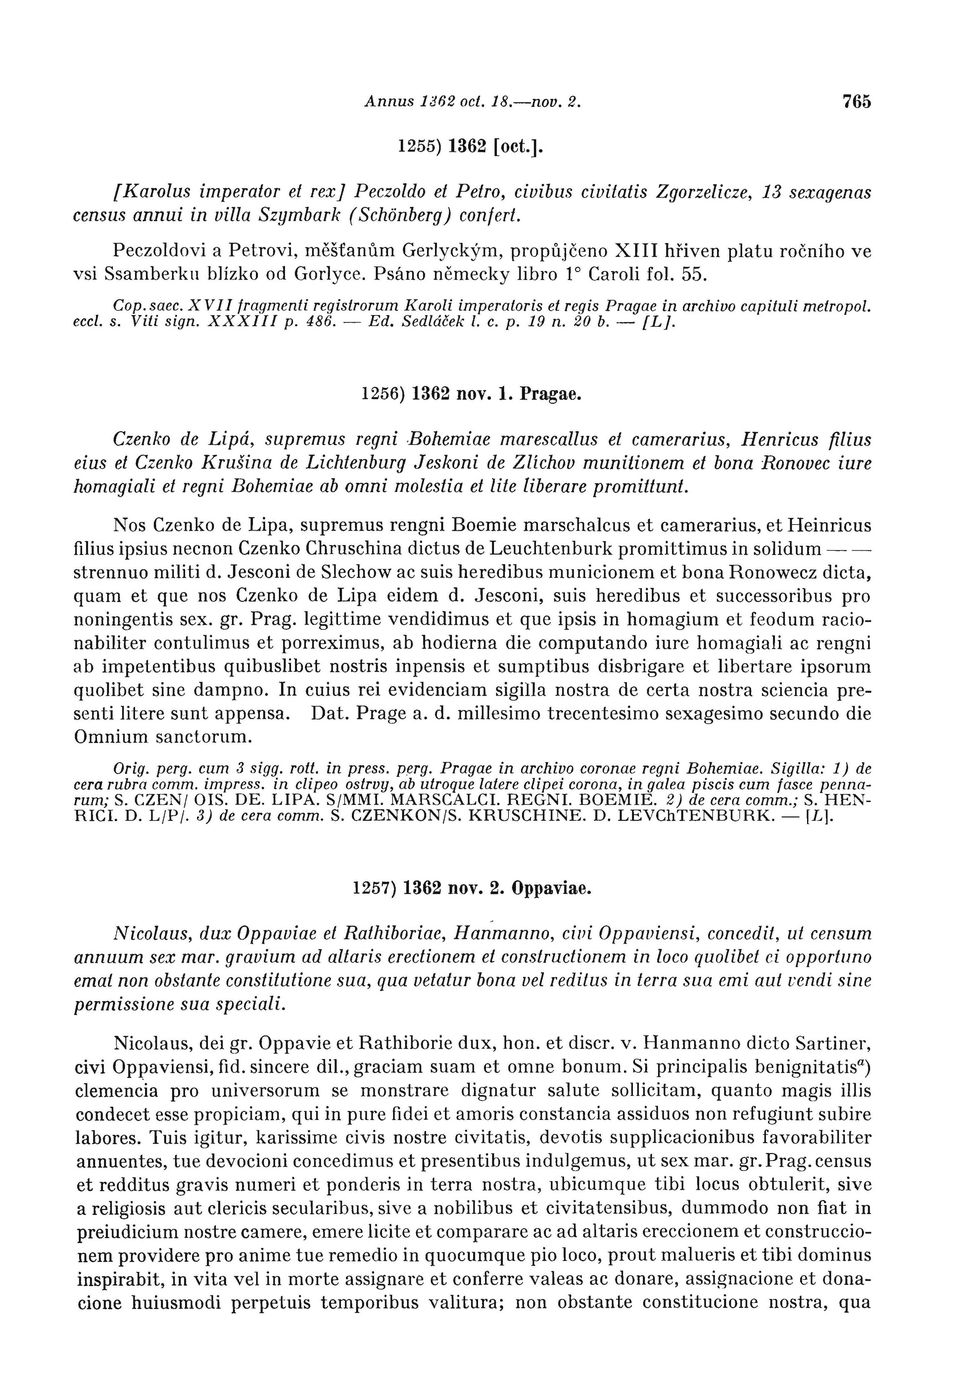 Annus 1362 oct. 18.—nov. 2. 765
1255) 1362 [oct.].
[Karolus imperator et rex] Peczoldo et Petro, civibus civitatis Zgorzelicze, 13 sexagenas
census annui in villa Szymbark (Schönberg) confert.
Peczoldovi a Petrovi, měšťanům Gerlyckým, propůjčeno XIII hřiven platu ročního ve
vsi Ssamberku blízko od Gorlyce. Psáno německy libro 1° Caroli fol. 55.
Cop. saec. XVII fragmenti registrorum Karoli imperatoris et regis Pragae in archivo capituli metropol.
eccl. s. Viti sign. XXXIII p. 486. — Ed. Sedláček l. c. p. 19 n. 20 b. — [L].
1256) 1362 nov. 1. Pragae.
Czenko de Lipá, supremus regni Bohemiae marescallus et camerarius, Henricus filius
eius et Czenko Krušina de Lichtenburg Jeskoni de Zlíchov munitionem et bona Ronovec iure
homagiali et regni Bohemiae ab omni molestia et lite liberare promittunt.
Nos Czenko de Lipa, supremus rengni Boemie marschalcus et camerarius, et Heinricus
filius ipsius necnon Czenko Chruschina dictus de Leuchtenburk promittimus in solidum — —
strennuo militi d. Jesconi de Slechow ac suis heredibus municionem et bona Ronowecz dicta,
quam et que nos Czenko de Lipa eidem d. Jesconi, suis heredibus et successoribus pro
noningentis sex. gr. Prag. legittime vendidimus et que ipsis in homagium et feodum racio-
nabiliter contulimus et porreximus, ab hodierna die computando iure homagiali ac rengni
ab impetentibus quibuslibet nostris inpensis et sumptibus disbrigare et libertare ipsorum
quolibet sine dampno. In cuius rei evidenciam sigilla nostra de certa nostra sciencia pre-
senti litere sunt appensa. Dat. Prage a. d. millesimo trecentesimo sexagesimo secundo die
Omnium sanctorum.
Orig. perg. cum 3 sigg. rott. in press. perg. Pragae in archivo coronae regni Bohemiae. Sigilla: 1) de
cera rubra comm. impress. in clipeo ostrvy, ab utroque latere clipei corona, in galea piscis cum fasce penna-
rum; S. CZEN/ OIS. DE. LIPA. S/MMI. MARSCALCI. REGNI. BOEMIE. 2) de cera comm.; S. HEN-
RICI. D. L/P/. 3) de cera comm. S. CZENKON/S. KRUSCHINE. D. LEVChTENBURK. — [L].
1257) 1362 nov. 2. Oppaviae.
Nicolaus, dux Oppaviae et Rathiboriae, Hanmanno, civi Oppaviensi, concedit, ut censum
annuum sex mar. gravium ad altaris erectionem et constructionem in loco quolibet ei opportuno
emat non obstante constitutione sua, qua vetatur bona vel reditus in terra sua emi aut vendi sine
permissione sua speciali.
Nicolaus, dei gr. Oppavie et Rathiborie dux, hon. et discr. v. Hanmanno dicto Sartiner,
civi Oppaviensi, fid. sincere dil., graciam suam et omne bonum. Si principalis benignitatis<sup>a</sup>)
clemencia pro universorum se monstrare dignatur salute sollicitam, quanto magis illis
condecet esse propiciam, qui in pure fidei et amoris constancia assiduos non refugiunt subire
labores. Tuis igitur, karissime civis nostre civitatis, devotis supplicacionibus favorabiliter
annuentes, tue devocioni concedimus et presentibus indulgemus, ut sex mar. gr. Prag. census
et redditus gravis numeri et ponderis in terra nostra, ubicumque tibi locus obtulerit, sive
a religiosis aut clericis secularibus, sive a nobilibus et civitatensibus, dummodo non fiat in
preiudicium nostre camere, emere licite et comparare ac ad altaris ereccionem et construccio-
nem providere pro anime tue remedio in quocumque pio loco, prout malueris et tibi dominus
inspirabit, in vita vel in morte assignare et conferre valeas ac donare, assignacione et dona-
cione huiusmodi perpetuis temporibus valitura; non obstante constitucione nostra, qua